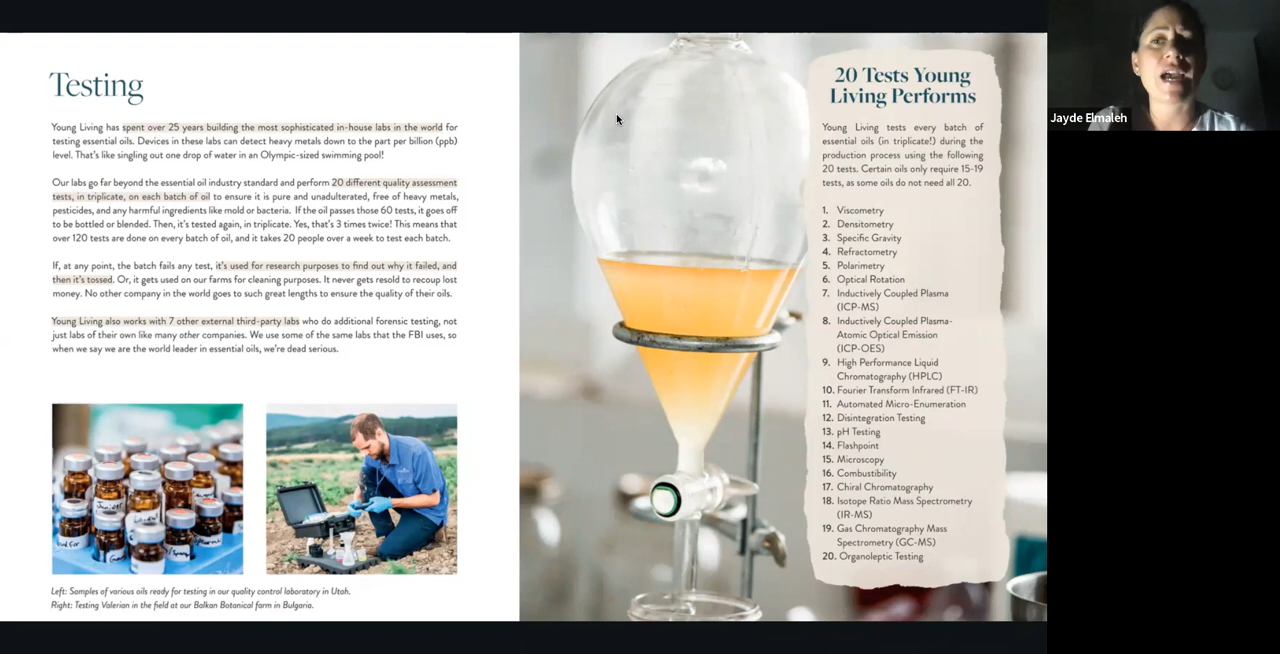 Testing
Young Living has spent over 25 years building the most sophisticated in-house labs in the world for
testing essential oils. Devices in these labs can detect heavy metals down to the part per billion (ppb)
level. That's like singling out one drop of water in an Olympic-sized swimming pool!
Our labs go far beyond the essential oil industry standard and perform 20 different quality assessment
tests, in triplicate, on each batch of oil to ensure it is pure and unadulterated, free of heavy metals,
pesticides, and any harmful ingredients like mold or bacteria. If the oil passes those 60 tests, it goes off
to be bottled or blended. Then, it's tested again, in triplicate. Yes, that's 3 times twice! This means that
over 120 tests are done on every batch of oil, and it takes 20 people over a week to test each batch.
If, at any point, the batch fails any test, it's used for research purposes to find out why it failed, and
then it's tossed. Or, it gets used on our farms for cleaning purposes. It never gets resold to recoup lost
money. No other company in the world goes to such great lengths to ensure the quality of their oils.
Young Living also works with 7 other external third-party labs who do additional forensic testing, not
just labs of their own like many other companies. We use some of the same labs that the FBI uses, so
when we say we are the world leader in essential oils, we're dead serious.
Left: Samples of various oils ready for testing in our quality control laboratory in Utah.
Right: Testing Valerian in the field at our Balkan Botanical farm in Bulgaria.
20 Tests Young
Living Performs
Young Living tests every batch of
essential oils (in triplicate!) during the
production process using the following
20 tests. Certain oils only require 15-19
tests, as some oils do not need all 20.
1. Viscometry
2. Densitometry
3. Specific Gravity
4. Refractometry
5. Polarimetry
6. Optical Rotation
7. Inductively Coupled Plasma
(ICP-MS)
8. Inductively Coupled Plasma-
Atomic Optical Emission
(ICP-OES)
9. High Performance Liquid
Chromatography (HPLC)
10. Fourier Transform Infrared (FT-IR)
11. Automated Micro-Enumeration
12. Disintegration Testing
13. pH Testing
14. Flashpoint
15. Microscopy
16. Combustibility
17. Chiral Chromatography
18. Isotope Ratio Mass Spectrometry
(IR-MS)
19. Gas Chromatography Mass
Spectrometry (GC-MS)
20. Organoleptic Testing
Jayde Elmaleh